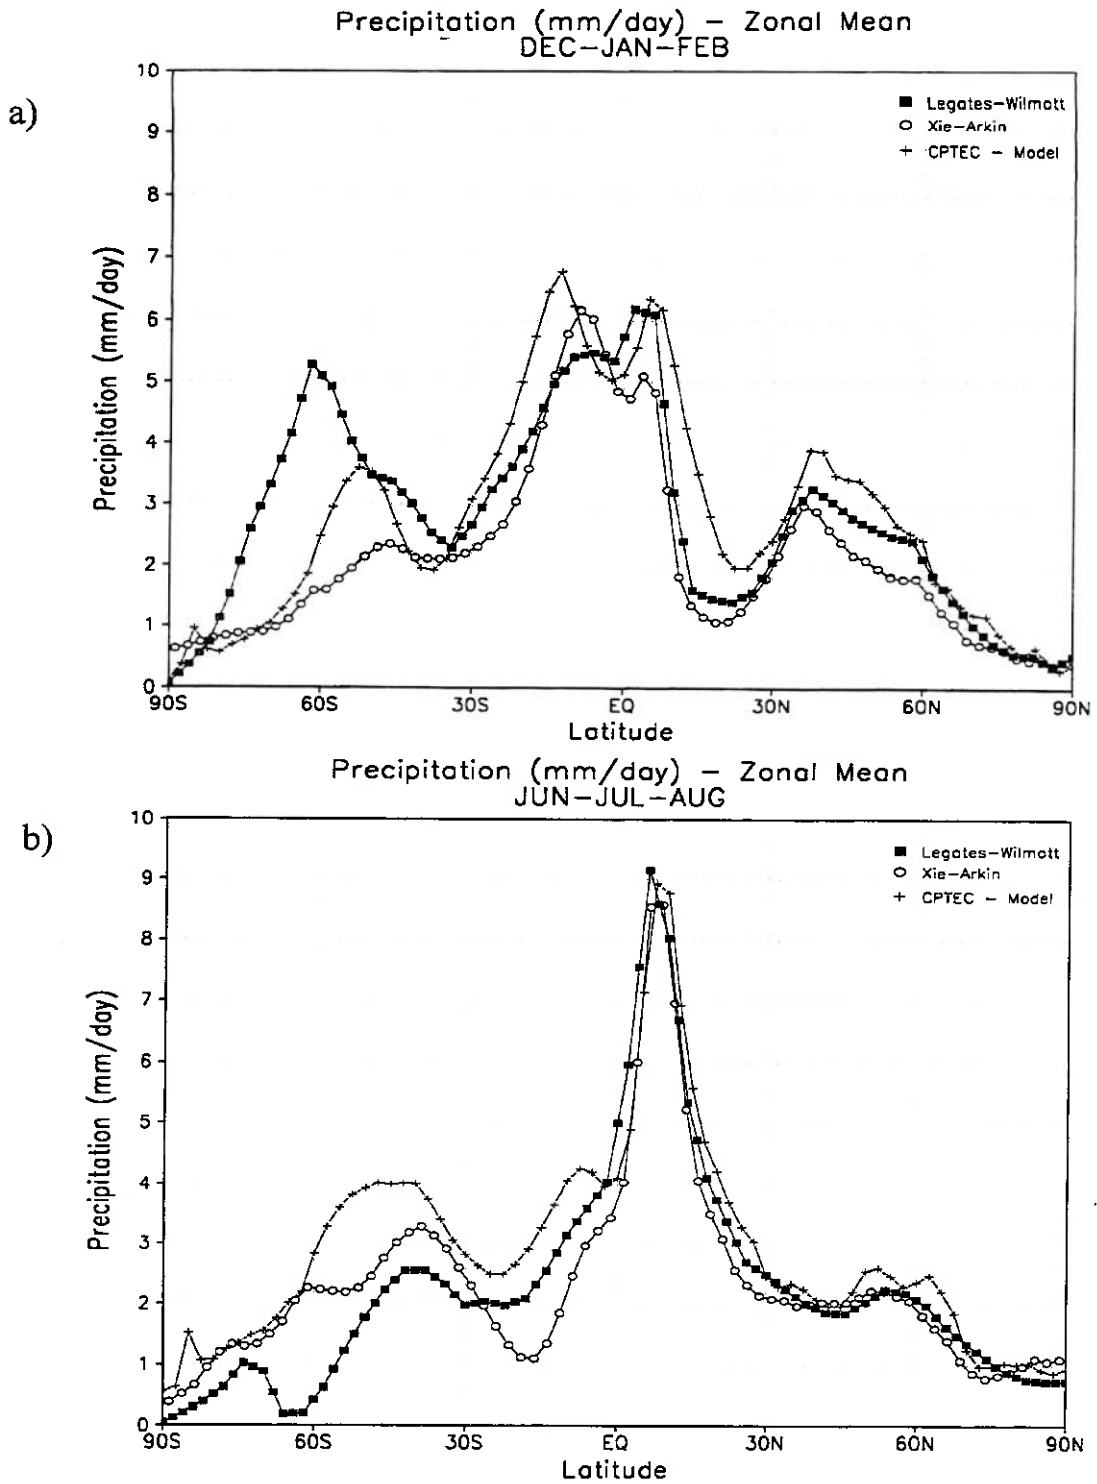 Precipitation (mm/day) – Zonal Mean
DEC–JAN–FEB
a)
10
9
8
7
6
5
4
3
2
1
0
Precipitation (mm/day)
Legates–Wilmott
Xie–Arkin
CPTEC – Model
90S 60S 30S EQ 30N 60N 90N
Latitude
Precipitation (mm/day) – Zonal Mean
JUN–JUL–AUG
b)
10
9
8
7
6
5
4
3
2
1
0
Precipitation (mm/day)
Legates–Wilmott
Xie–Arkin
CPTEC – Model
90S 60S 30S EQ 30N 60N 90N
Latitude